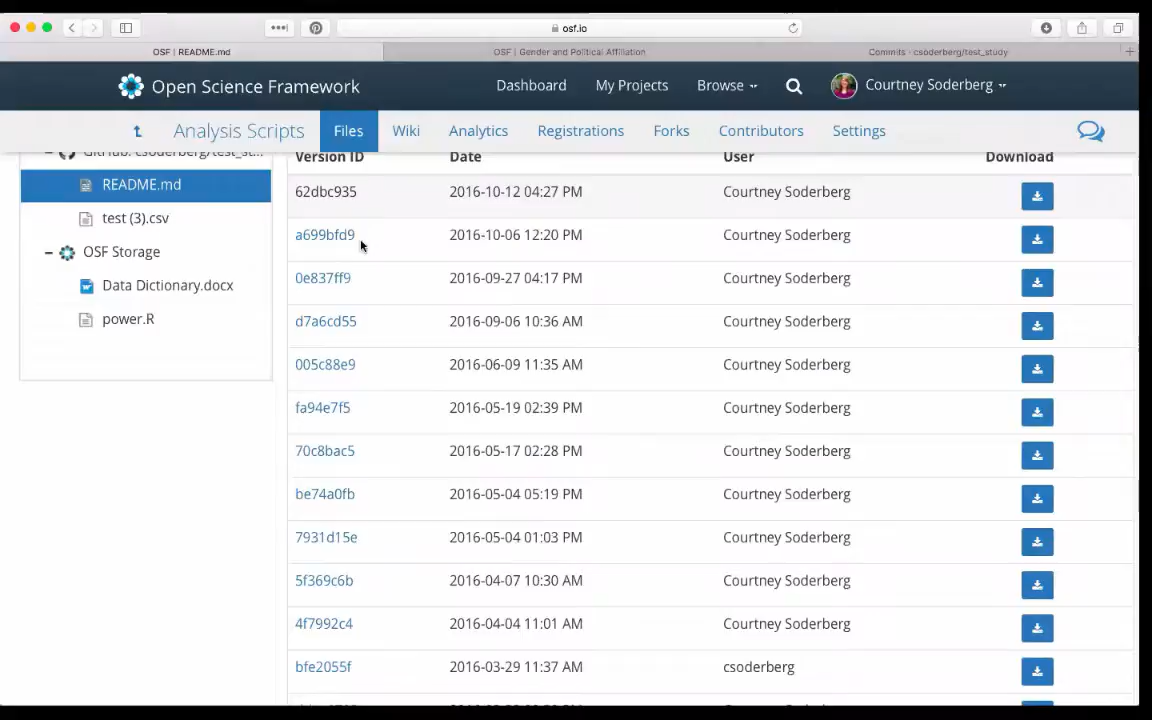 osf.io
OSF | README.md
OSF | Gender and Political Affiliation
Commits · csoderberg/test_study
Open Science Framework
Dashboard
My Projects
Browse
Courtney Soderberg
Analysis Scripts
Files
Wiki
Analytics
Registrations
Forks
Contributors
Settings
GitHub: csoderberg/test_st...
README.md
test (3).csv
OSF Storage
Data Dictionary.docx
power.R
Version ID Date User Download
62dbc935 2016-10-12 04:27 PM Courtney Soderberg
a699bfd9 2016-10-06 12:20 PM Courtney Soderberg
0e837ff9 2016-09-27 04:17 PM Courtney Soderberg
d7a6cd55 2016-09-06 10:36 AM Courtney Soderberg
005c88e9 2016-06-09 11:35 AM Courtney Soderberg
fa94e7f5 2016-05-19 02:39 PM Courtney Soderberg
70c8bac5 2016-05-17 02:28 PM Courtney Soderberg
be74a0fb 2016-05-04 05:19 PM Courtney Soderberg
7931d15e 2016-05-04 01:03 PM Courtney Soderberg
5f369c6b 2016-04-07 10:30 AM Courtney Soderberg
4f7992c4 2016-04-04 11:01 AM Courtney Soderberg
bfe2055f 2016-03-29 11:37 AM csoderberg